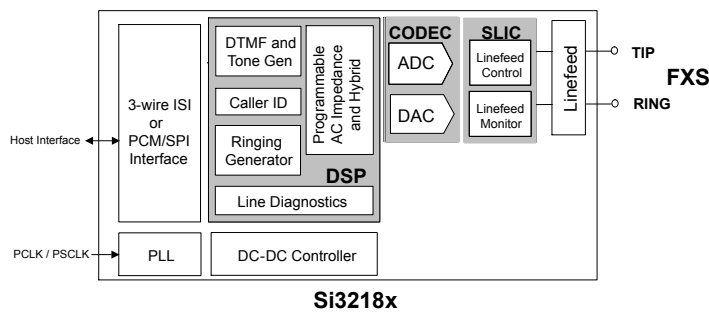 DTMF and
Tone Gen
Caller ID
Ringing
Generator
Programmable
AC Impedance
and Hybrid
DSP
Line Diagnostics
CODEC
ADC
DAC
SLIC
Linefeed
Control
Linefeed
Monitor
Linefeed
TIP
FXS
RING
3-wire ISI
or
PCM/SPI
Interface
Host Interface
PCLK / PSCLK
PLL
DC-DC Controller
Si3218x